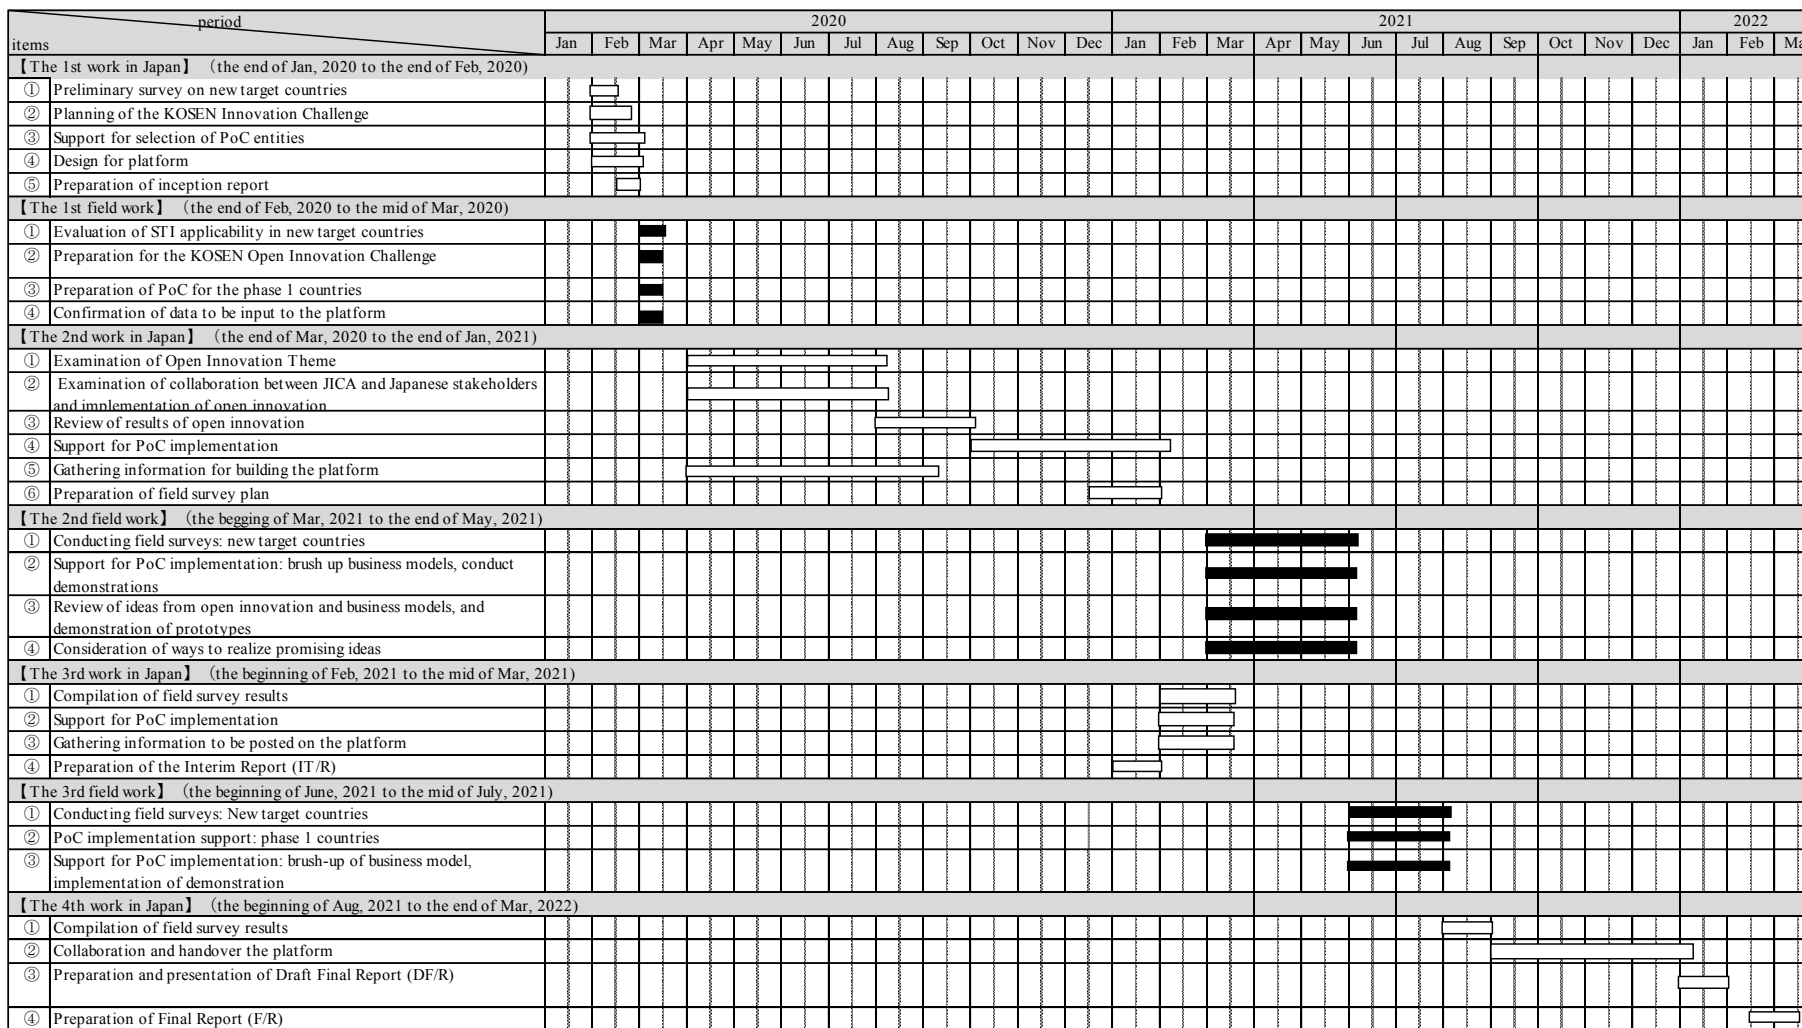 period
2020 2021 2022
items
Jan Feb Mar Apr May Jun Jul Aug Sep Oct Nov Dec Jan Feb Mar Apr May Jun Jul Aug Sep Oct Nov Dec Jan Feb Ma
【The 1st work in Japan】 (the end of Jan, 2020 to the end of Feb, 2020)
① Preliminary survey on new target countries
② Planning of the KOSEN Innovation Challenge
③ Support for selection of PoC entities
④ Design for platform
⑤ Preparation of inception report
【The 1st field work】 (the end of Feb, 2020 to the mid of Mar, 2020)
① Evaluation of STI applicability in new target countries
② Preparation for the KOSEN Open Innovation Challenge
③ Preparation of PoC for the phase 1 countries
④ Confirmation of data to be input to the platform
【The 2nd work in Japan】 (the end of Mar, 2020 to the end of Jan, 2021)
① Examination of Open Innovation Theme
② Examination of collaboration between JICA and Japanese stakeholders
and implementation of open innovation
③ Review of results of open innovation
④ Support for PoC implementation
⑤ Gathering information for building the platform
⑥ Preparation of field survey plan
【The 2nd field work】 (the begging of Mar, 2021 to the end of May, 2021)
① Conducting field surveys: new target countries
② Support for PoC implementation: brush up business models, conduct
demonstrations
③ Review of ideas from open innovation and business models, and
demonstration of prototypes
④ Consideration of ways to realize promising ideas
【The 3rd work in Japan】 (the beginning of Feb, 2021 to the mid of Mar, 2021)
① Compilation of field survey results
② Support for PoC implementation
③ Gathering information to be posted on the platform
④ Preparation of the Interim Report (IT/R)
【The 3rd field work】 (the beginning of June, 2021 to the mid of July, 2021)
① Conducting field surveys: New target countries
② PoC implementation support: phase 1 countries
③ Support for PoC implementation: brush-up of business model,
implementation of demonstration
【The 4th work in Japan】 (the beginning of Aug, 2021 to the end of Mar, 2022)
① Compilation of field survey results
② Collaboration and handover the platform
③ Preparation and presentation of Draft Final Report (DF/R)
④ Preparation of Final Report (F/R)